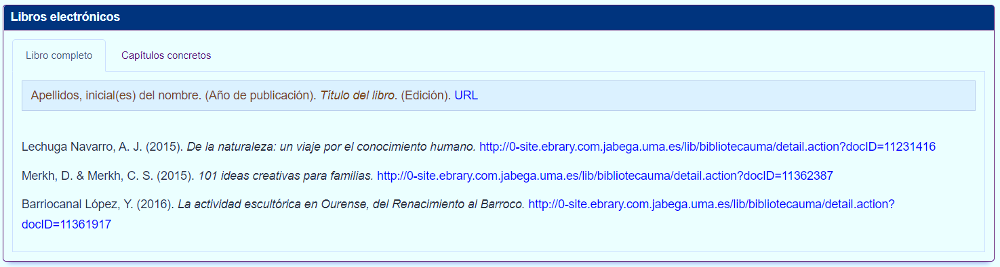 Libros electrónicos
Libro completo
Capítulos concretos
Apellidos, inicial(es) del nombre. (Año de publicación). Título del libro. (Edición). URL
Lechuga Navarro, A. J. (2015). De la naturaleza: un viaje por el conocimiento humano. http://0-site.ebrary.com.jabega.uma.es/lib/bibliotecauma/detail.action?docID=11231416
Merkh, D. & Merkh, C. S. (2015). 101 ideas creativas para familias. http://0-site.ebrary.com.jabega.uma.es/lib/bibliotecauma/detail.action?docID=11362387
Barriocanal López, Y. (2016). La actividad escultórica en Ourense, del Renacimiento al Barroco. http://0-site.ebrary.com.jabega.uma.es/lib/bibliotecauma/detail.action?
docID=11361917